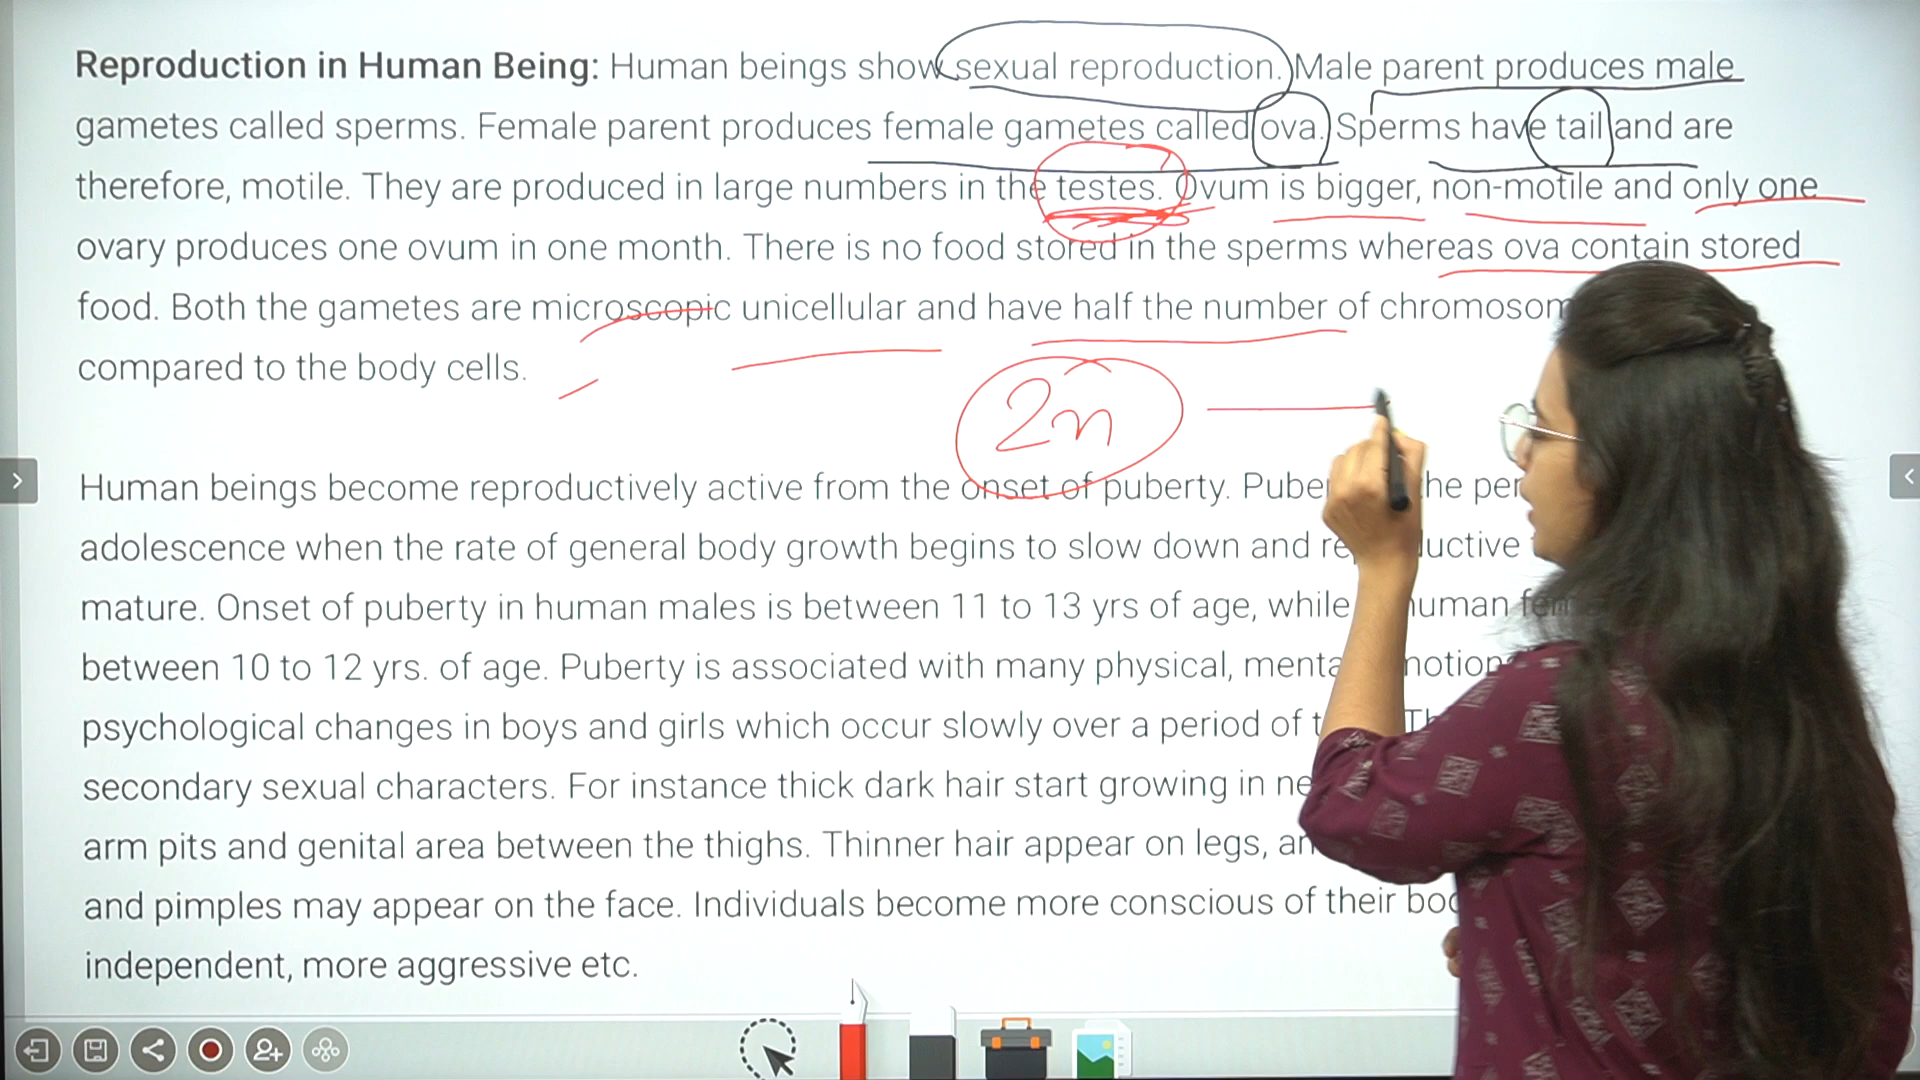 Reproduction in Human Being: Human beings show sexual reproduction. Male parent produces male
gametes called sperms. Female parent produces female gametes called ova. Sperms have tail and are
therefore, motile. They are produced in large numbers in the testes. Ovum is bigger, non-motile and only one
ovary produces one ovum in one month. There is no food stored in the sperms whereas ova contain stored
food. Both the gametes are microscopic unicellular and have half the number of
compared to the body cells.
2n
Human beings become reproductively active from the onset of puberty. the
adolescence when the rate of general body growth begins to slow down and
mature. Onset of puberty in human males is between 11 to 13 yrs of age, while human
between 10 to 12 yrs. of age. Puberty is associated with many physical,
psychological changes in boys and girls which occur slowly over a period of
secondary sexual characters. For instance thick dark hair start growing in
arm pits and genital area between the thighs. Thinner hair appear on legs,
and pimples may appear on the face. Individuals become more conscious of their
independent, more aggressive etc.